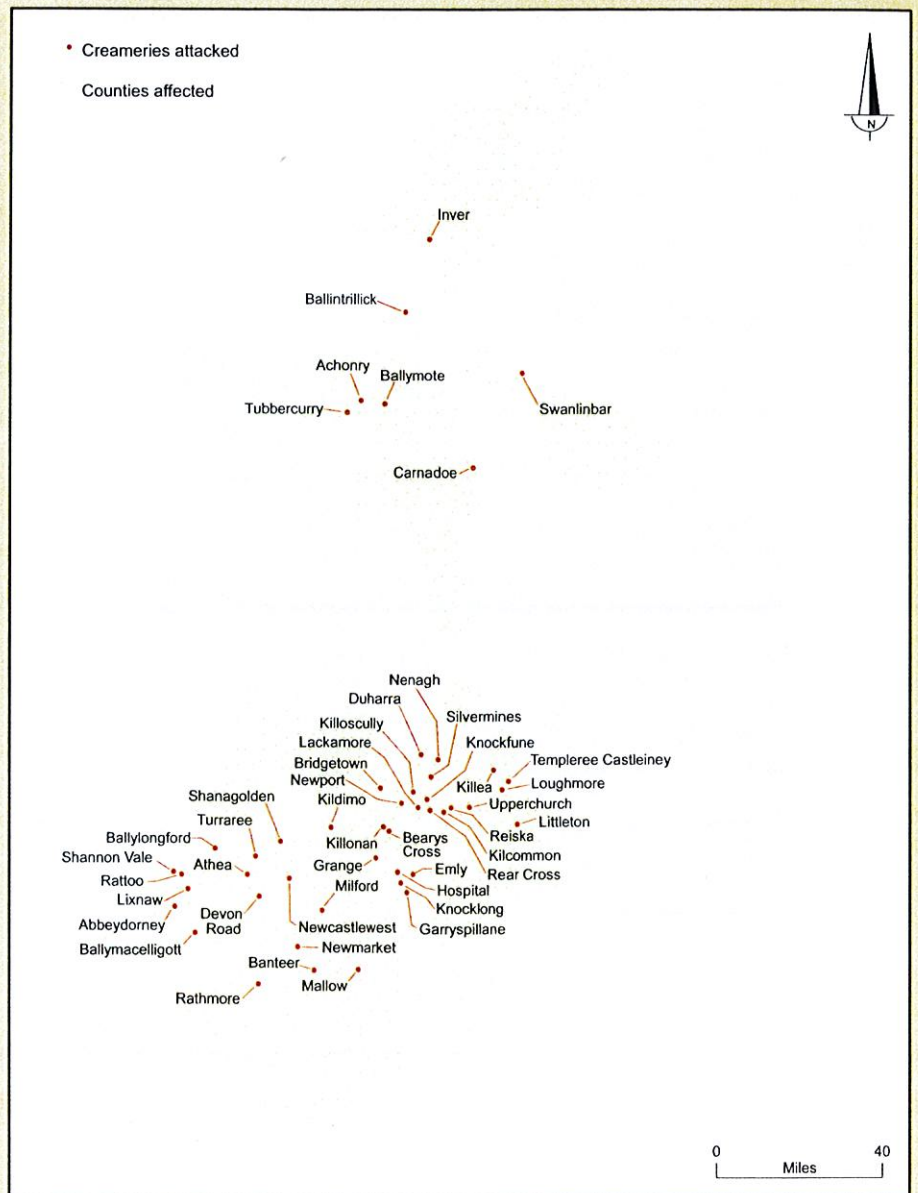 Creameries attacked
Counties affected
N
Inver
Ballintrillick
Achonry
Ballymote
Tubbercurry
Swanlinbar
Carnadoe
Nenagh
Duharra
Silvermines
Killoscully
Lackamore
Knockfune
Bridgetown
Templeree Castleiney
Newport
Killea
Loughmore
Shanagolden
Kildimo
Upperchurch
Turraree
Reiska
Littleton
Ballylongford
Killonan
Bearys
Cross
Kilcommon
Shannon Vale
Athea
Grange
Emly
Rear Cross
Rattoo
Milford
Hospital
Lixnaw
Knocklong
Abbeydorney
Devon
Road
Newcastlewest
Garryspillane
Ballymacelligott
Newmarket
Banteer
Mallow
Rathmore
0 40
Miles